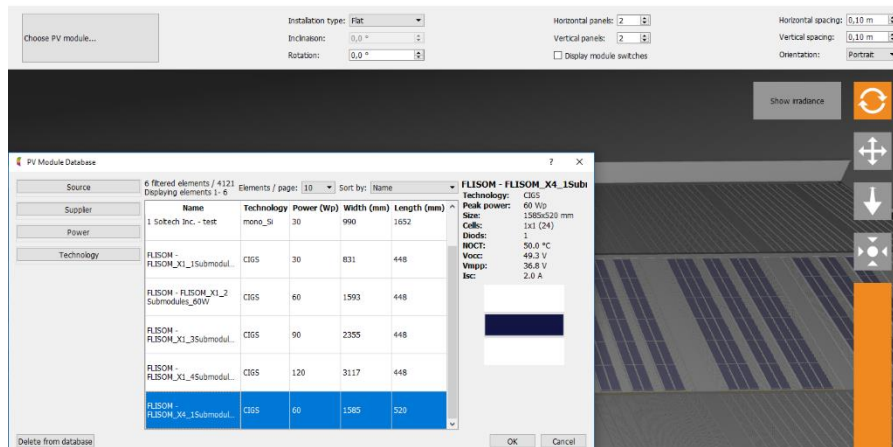 Choose PV module...
Installation type: Flat
Inclinaison: 0,0 °
Rotation: 0,0 °
Horizontal panels: 2
Vertical panels: 2
Display module switches
Horizontal spacing: 0,10 m
Vertical spacing: 0,10 m
Orientation: Portrait
Show irradiance
PV Module Database
? ×
Source
Supplier
Power
Technology
6 filtered elements / 4121
Displaying elements 1- 6
Elements / page: 10
Sort by: Name
Name Technology Power (Wp) Width (mm) Length (mm)
1 Soltech Inc. - test mono_Si 30 990 1652
FLISOM -
FLISOM_X1_1Submodul... CIGS 30 831 448
FLISOM - FLISOM_X1_2
Submodules_60W CIGS 60 1593 448
FLISOM -
FLISOM_X1_3Submodul... CIGS 90 2355 448
FLISOM -
FLISOM_X1_4Submodul... CIGS 120 3117 448
FLISOM -
FLISOM_X4_1Submodul... CIGS 60 1585 520
FLISOM - FLISOM_X4_1Sub
Technology: CIGS
Peak power: 60 Wp
Size: 1585x520 mm
Cells: 1x1 (24)
Diods: 1
NOCT: 50.0 °C
Vocc: 49.3 V
Vmpp: 36.8 V
Isc: 2.0 A
Delete from database
OK
Cancel